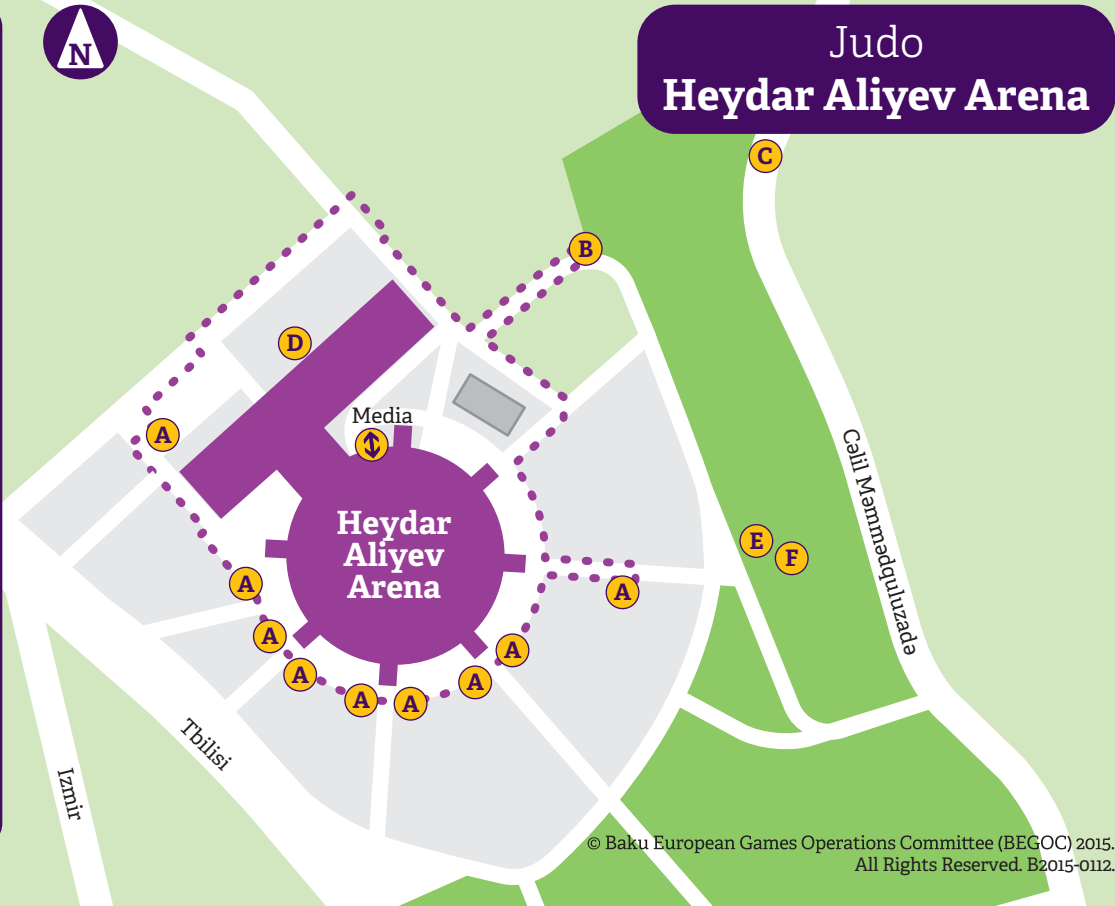 N
Judo
Heydar Aliyev Arena
C
B
D
Media
A
Heydar
Aliyev
Arena
Cəlil Məmmədquluzadə
E
F
A
A
A
A
A
A
A
A
A
Tbilisi
Izmir
© Baku European Games Operations Committee (BEGOC) 2015.
All Rights Reserved. B2015-0112.